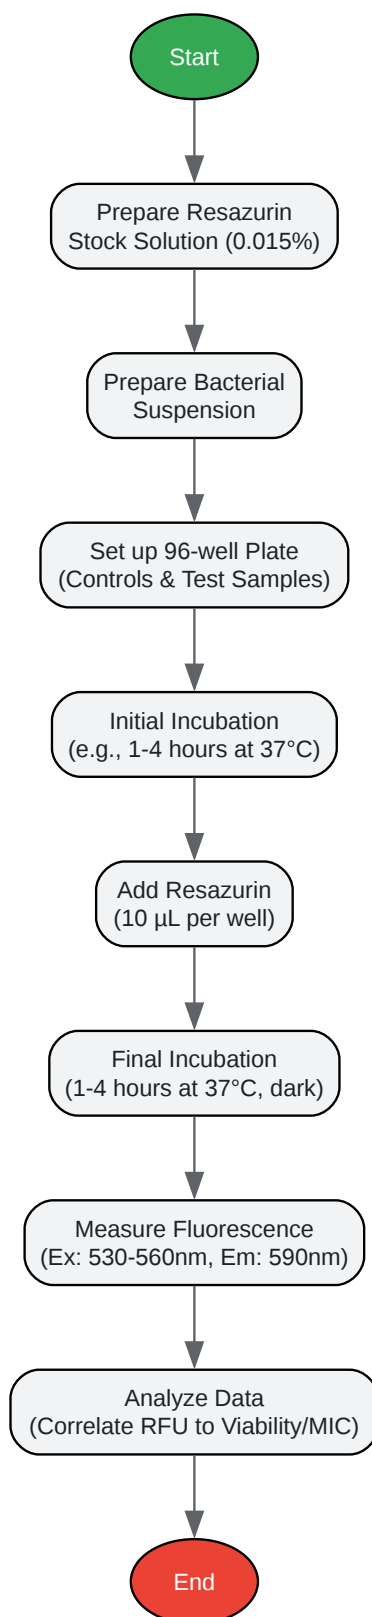 Start
Prepare Resazurin
Stock Solution (0.015%)
Prepare Bacterial
Suspension
Set up 96-well Plate
(Controls & Test Samples)
Initial Incubation
(e.g., 1-4 hours at 37°C)
Add Resazurin
(10 µL per well)
Final Incubation
(1-4 hours at 37°C, dark)
Measure Fluorescence
(Ex: 530-560nm, Em: 590nm)
Analyze Data
(Correlate RFU to Viability/MIC)
End